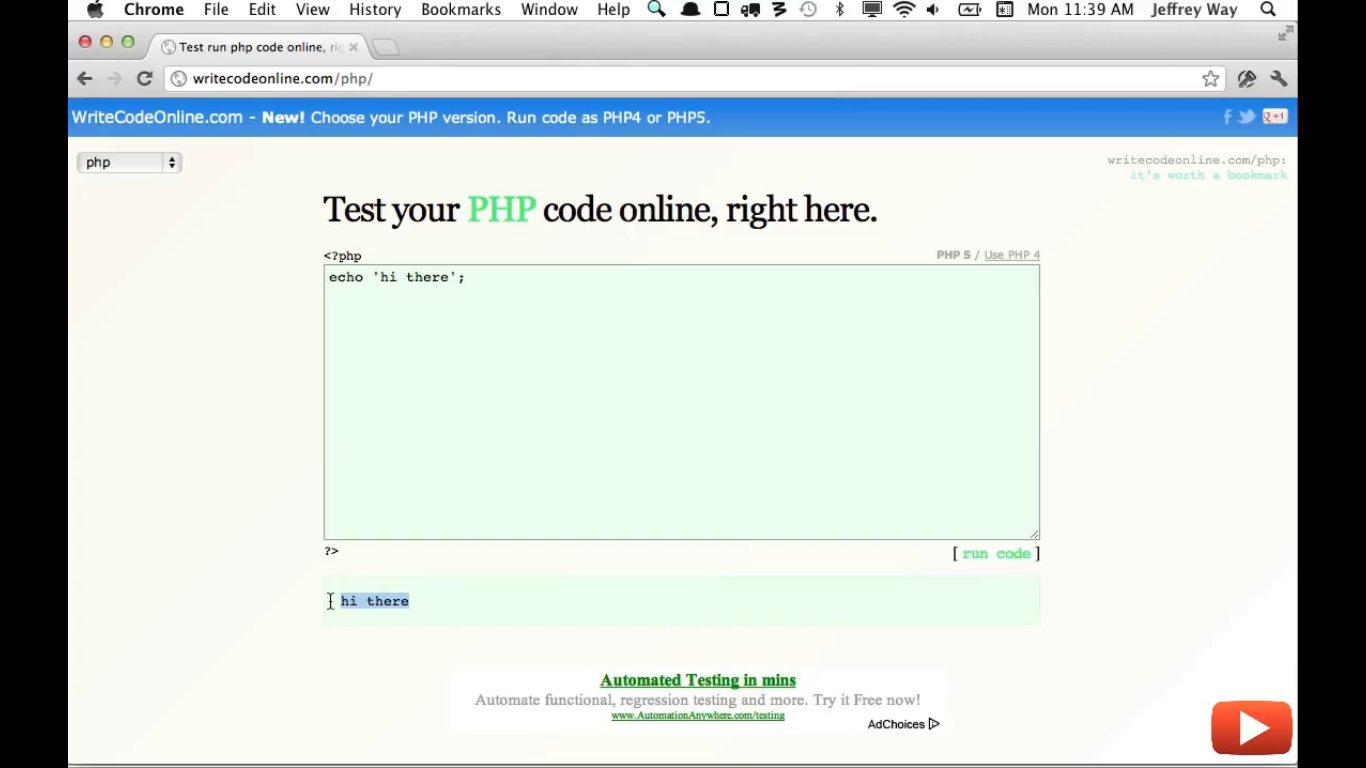 Chrome File Edit View History Bookmarks Window Help Mon 11:39 AM Jeffrey Way
Test run php code online, rig
writecodeonline.com/php/
WriteCodeOnline.com - New! Choose your PHP version. Run code as PHP4 or PHP5.
php
writecodeonline.com/php:
it's worth a bookmark
Test your PHP code online, right here.
<?php PHP 5 / Use PHP 4
echo 'hi there';
?> [ run code ]
hi there
Automated Testing in mins
Automate functional, regression testing and more. Try it Free now!
www.AutomationAnywhere.com/testing
AdChoices